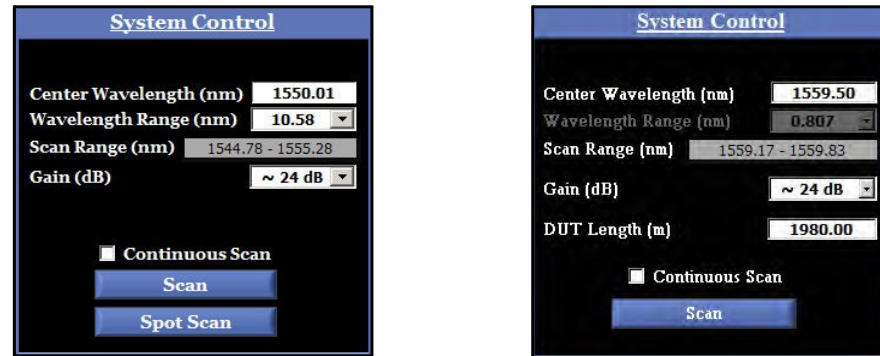 System Control
Center Wavelength (nm) 1550.01
Wavelength Range (nm) 10.58
Scan Range (nm) 1544.78 - 1555.28
Gain (dB) ~ 24 dB
Continuous Scan
Scan
Spot Scan
System Control
Center Wavelength (nm) 1559.50
Wavelength Range (nm) 0.807
Scan Range (nm) 1559.17 - 1559.83
Gain (dB) ~ 24 dB
DUT Length (m) 1980.00
Continuous Scan
Scan